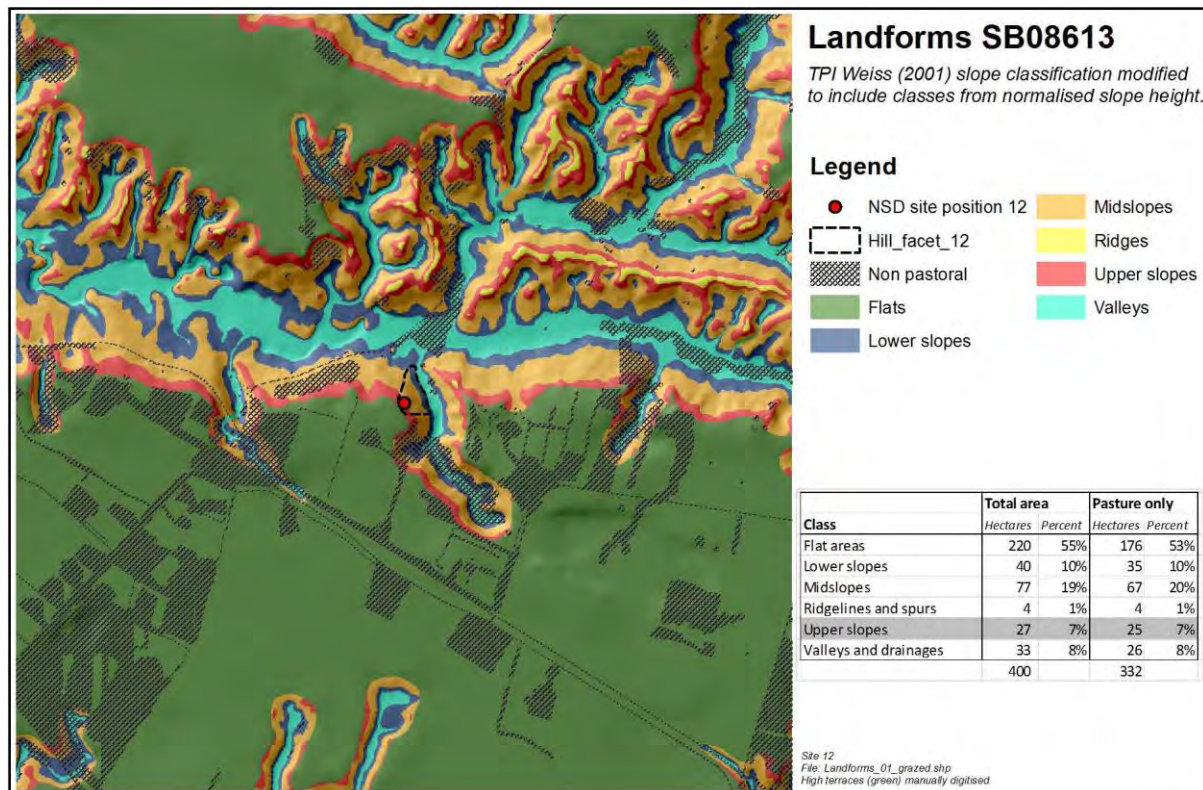 Landforms SB08613
TPI Weiss (2001) slope classification modified
to include classes from normalised slope height.
Legend
NSD site position 12
Hill_facet_12
Non pastoral
Flats
Lower slopes
Midslopes
Ridges
Upper slopes
Valleys
Total area Pasture only
Class Hectares Percent Hectares Percent
Flat areas 220 55% 176 53%
Lower slopes 40 10% 35 10%
Midslopes 77 19% 67 20%
Ridgelines and spurs 4 1% 4 1%
Upper slopes 27 7% 25 7%
Valleys and drainages 33 8% 26 8%
400 332
Site 12
File: Landforms_01_grazed.shp
High terraces (green) manually digitised.